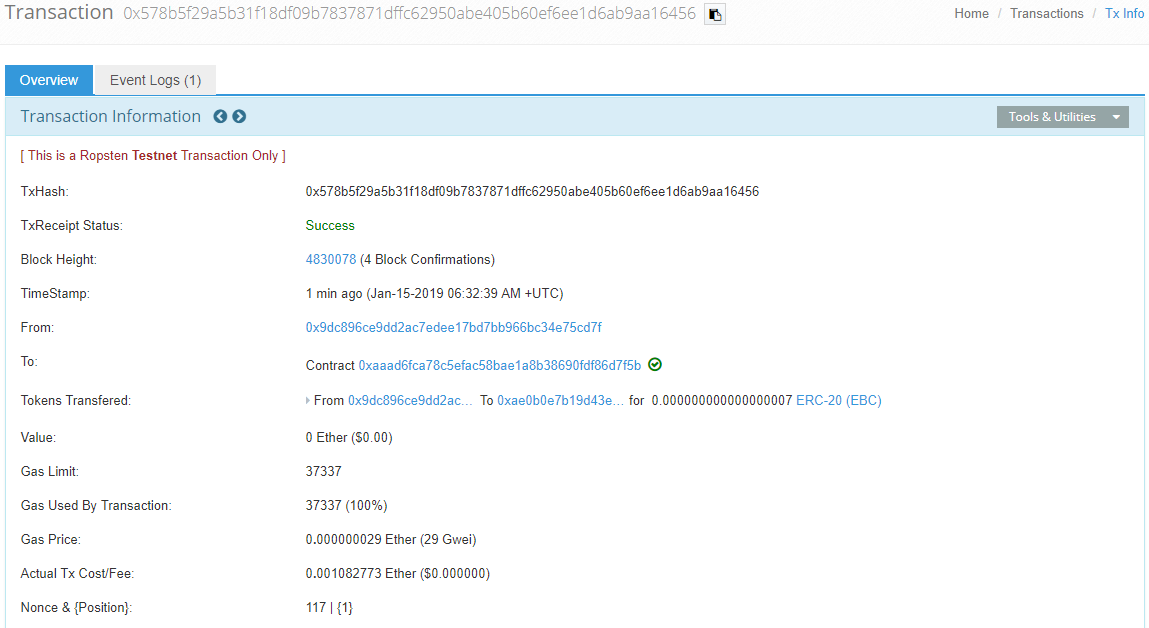 Transaction 0x578b5f29a5b31f18df09b7837871dffc62950abe405b60ef6ee1d6ab9aa16456 Home / Transactions / Tx Info
Overview Event Logs (1)
Transaction Information Tools & Utilities
[ This is a Ropsten Testnet Transaction Only ]
TxHash: 0x578b5f29a5b31f18df09b7837871dffc62950abe405b60ef6ee1d6ab9aa16456
TxReceipt Status: Success
Block Height: 4830078 (4 Block Confirmations)
TimeStamp: 1 min ago (Jan-15-2019 06:32:39 AM +UTC)
From: 0x9dc896ce9dd2ac7edee17bd7bb966bc34e75cd7f
To: Contract 0xaaad6fca78c5efac58bae1a8b38690fdf86d7f5b
Tokens Transfered: From 0x9dc896ce9dd2ac... To 0xae0b0e7b19d43e... for 0.000000000000000007 ERC-20 (EBC)
Value: 0 Ether ($0.00)
Gas Limit: 37337
Gas Used By Transaction: 37337 (100%)
Gas Price: 0.000000029 Ether (29 Gwei)
Actual Tx Cost/Fee: 0.001082773 Ether ($0.000000)
Nonce & {Position}: 117 | {1}